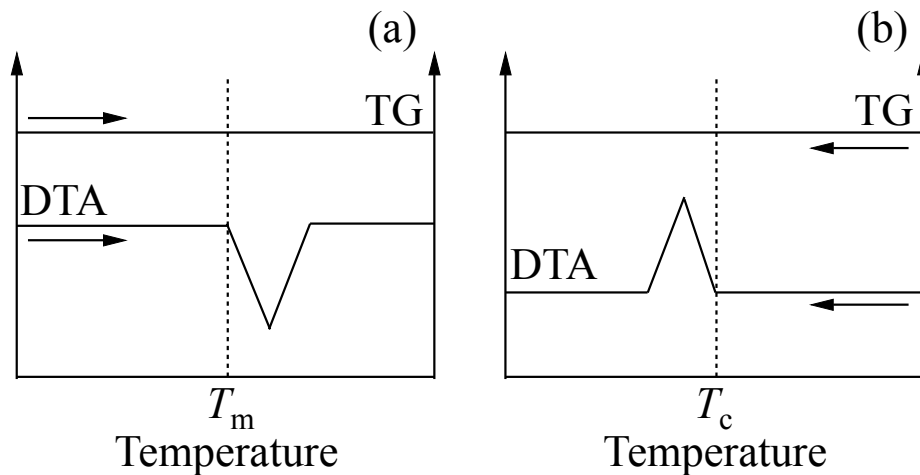 (a)
TG
DTA
Tm
Temperature
(b)
TG
DTA
Tc
Temperature